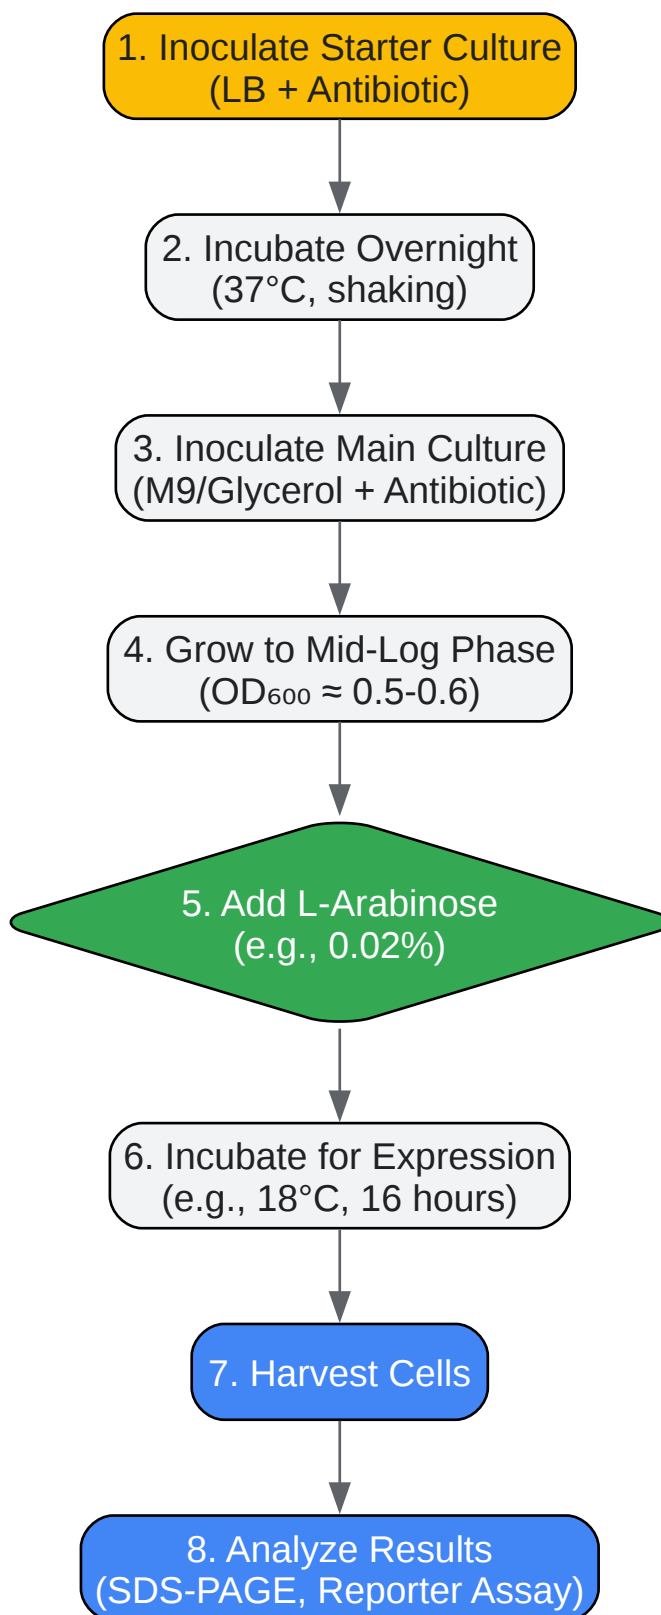 1. Inoculate Starter Culture
(LB + Antibiotic)
2. Incubate Overnight
(37°C, shaking)
3. Inoculate Main Culture
(M9/Glycerol + Antibiotic)
4. Grow to Mid-Log Phase
(OD₆₀₀ ≈ 0.5-0.6)
5. Add L-Arabinose
(e.g., 0.02%)
6. Incubate for Expression
(e.g., 18°C, 16 hours)
7. Harvest Cells
8. Analyze Results
(SDS-PAGE, Reporter Assay)